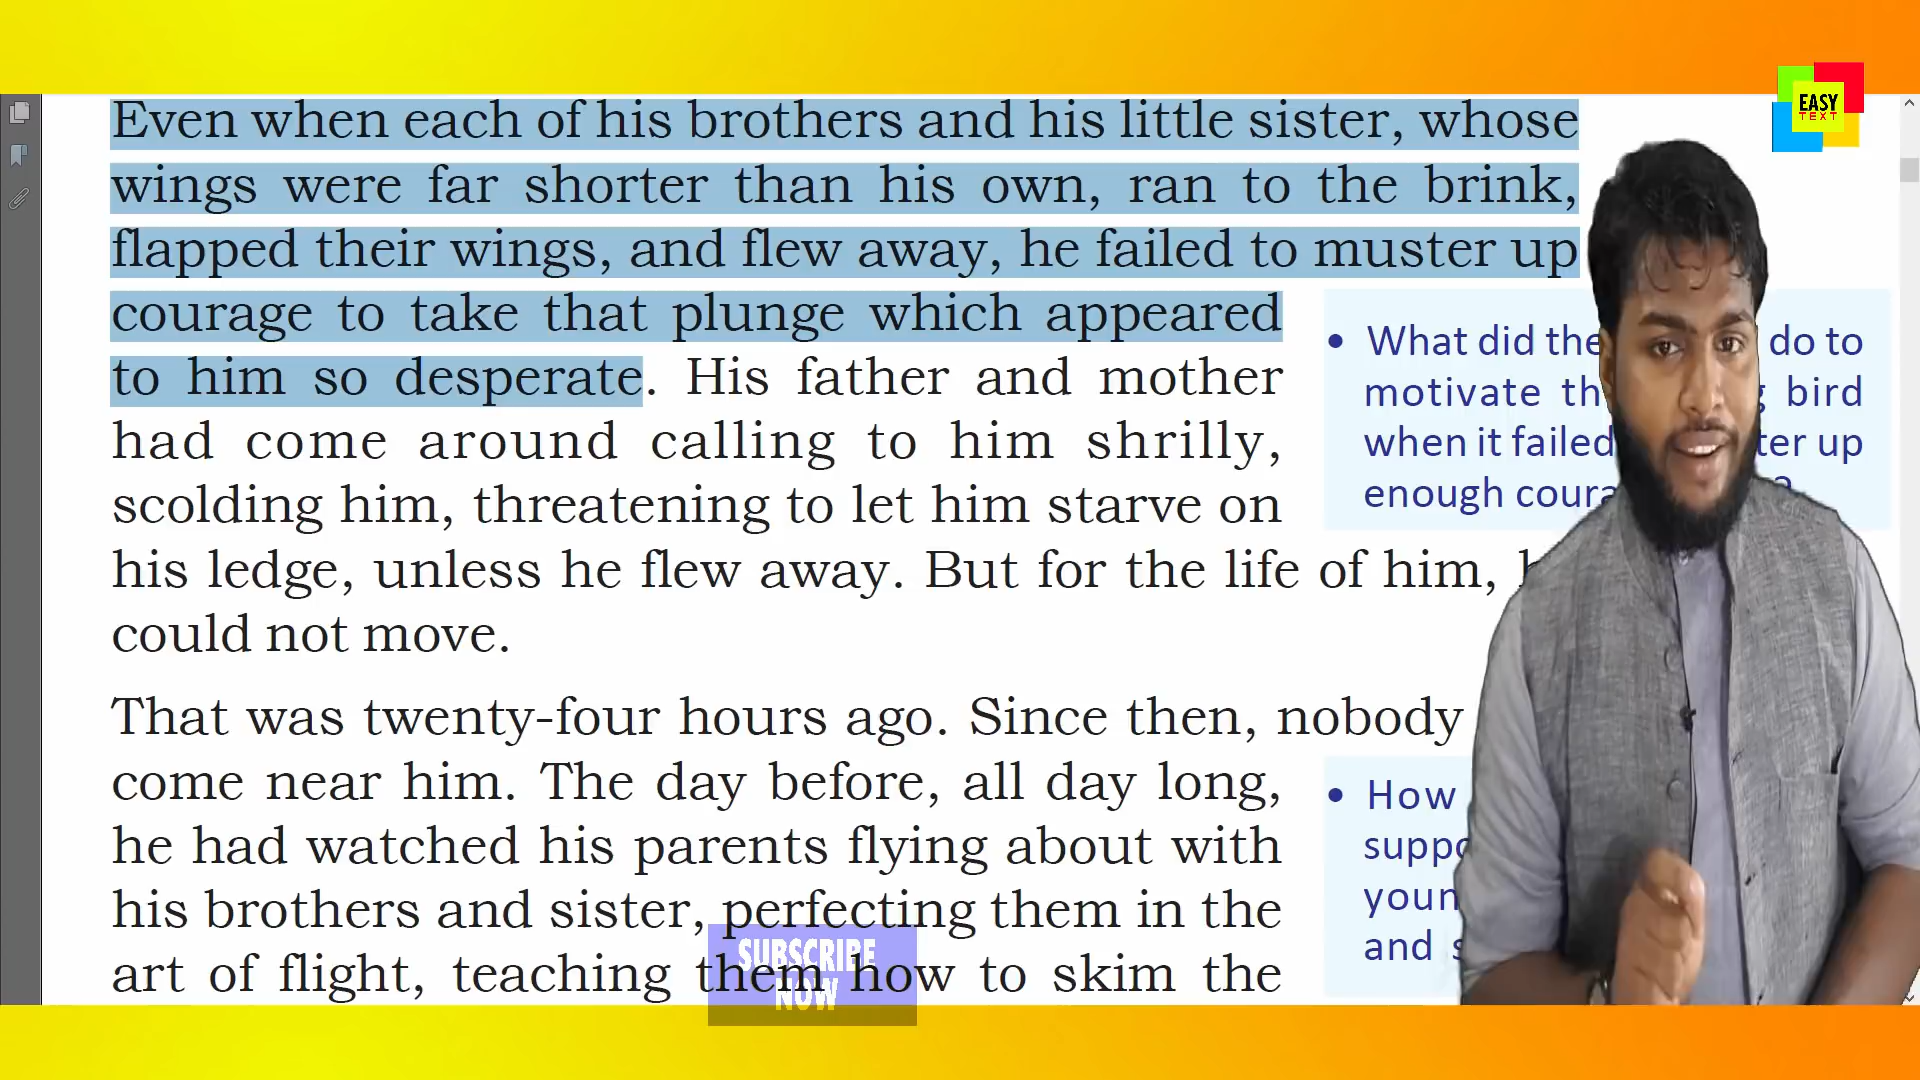 EASY
TEXT
Even when each of his brothers and his little sister, whose
wings were far shorter than his own, ran to the brink,
flapped their wings, and flew away, he failed to muster up
courage to take that plunge which appeared
to him so desperate. His father and mother
had come around calling to him shrilly,
scolding him, threatening to let him starve on
his ledge, unless he flew away. But for the life of him,
could not move.
That was twenty-four hours ago. Since then, nobody
come near him. The day before, all day long,
he had watched his parents flying about with
his brothers and sister, perfecting them in the
art of flight, teaching them how to skim the
• What did the do to
motivate bird
when it failed up
enough
• How
and
SUBSCRIBE
NOW